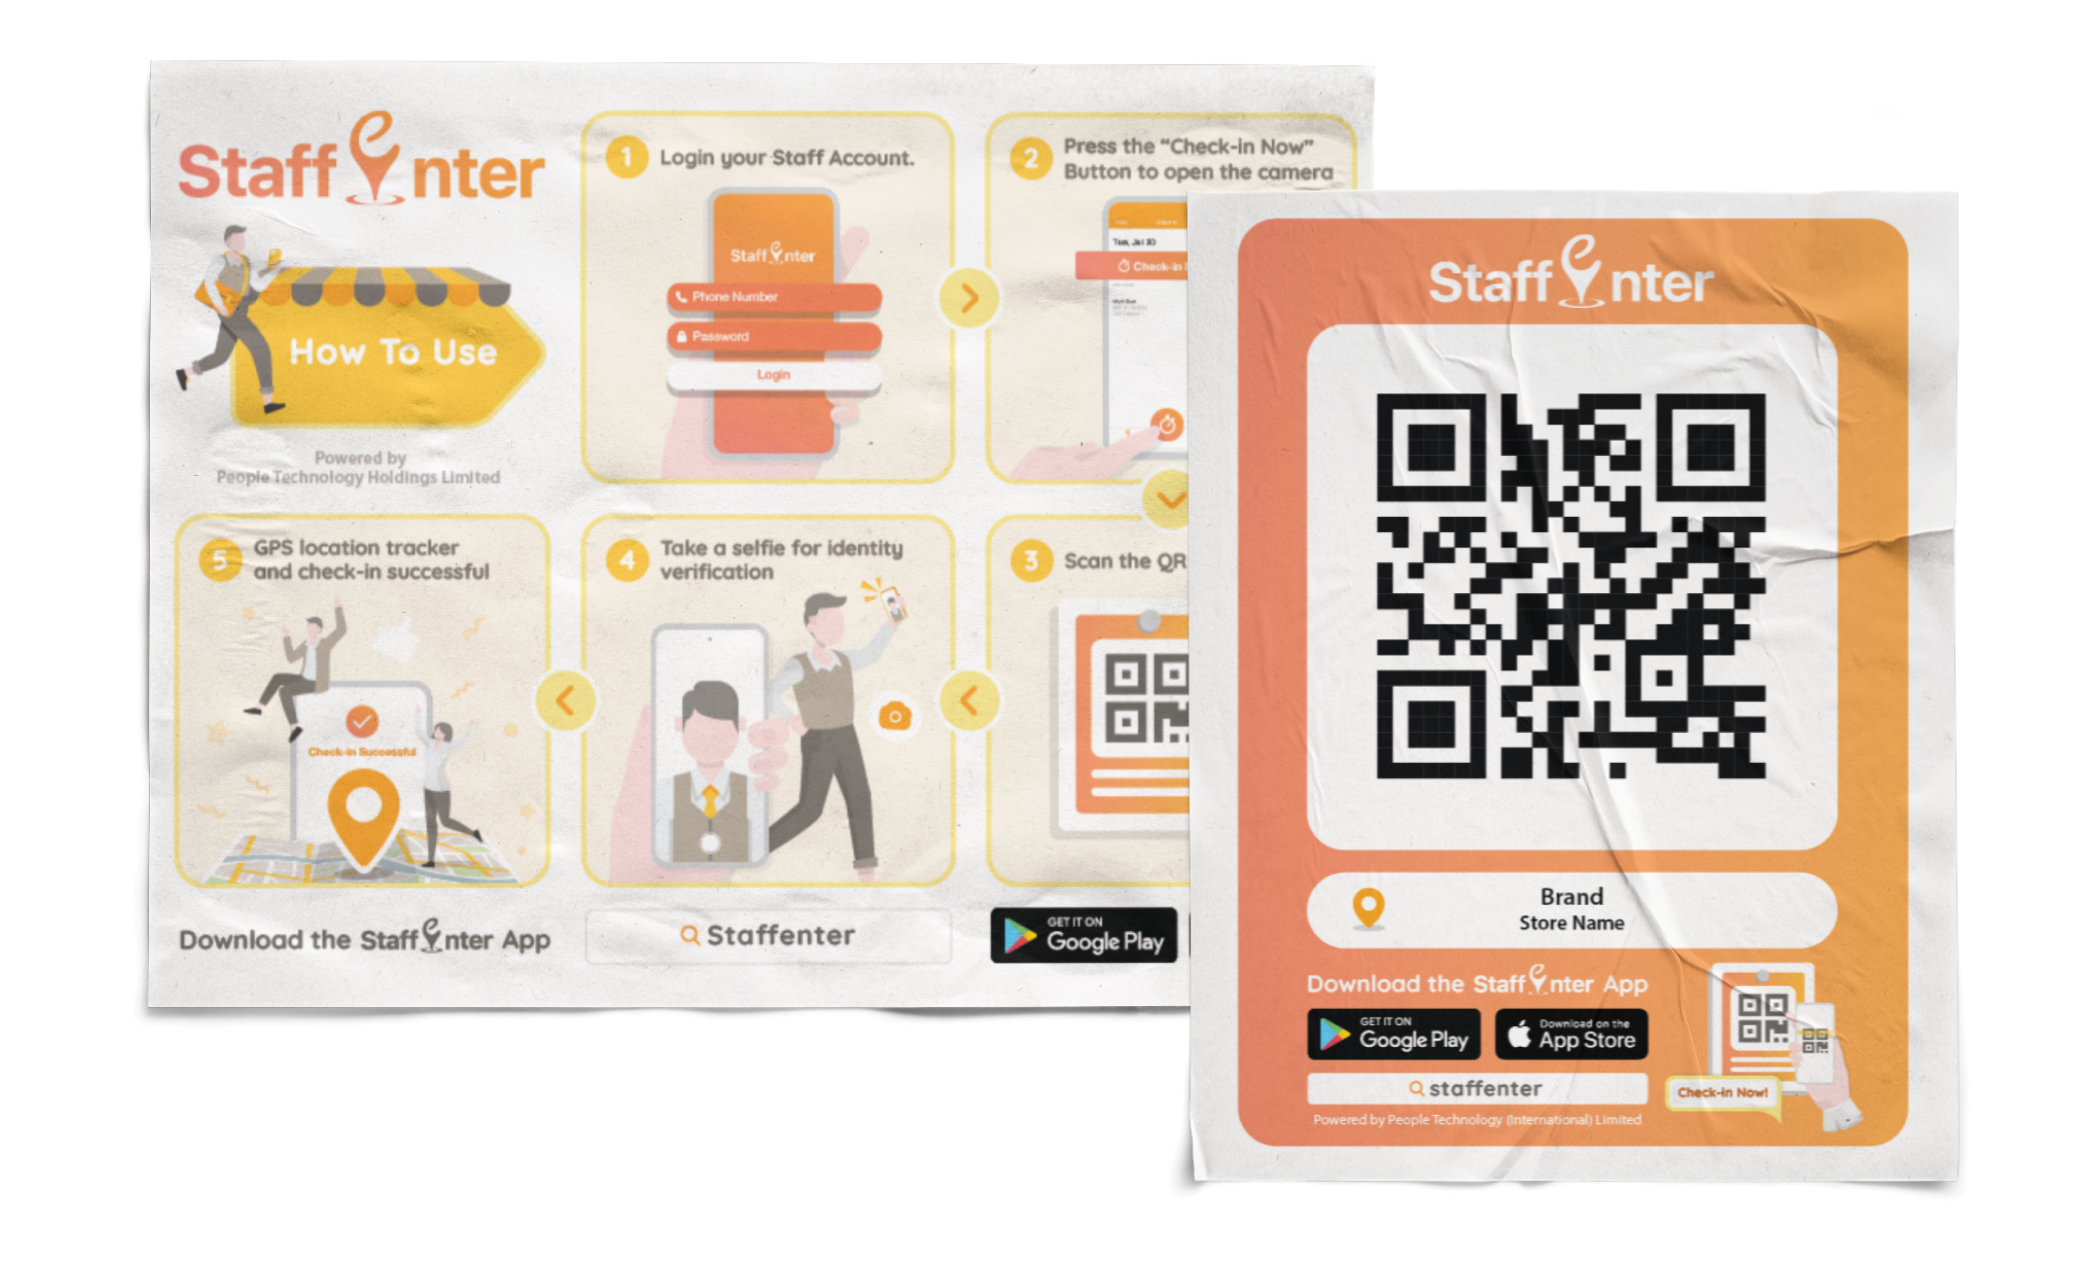 Staffenter
How To Use
Powered by
People Technology Holdings Limited
1
Login your Staff Account.
Staffenter
Phone Number
Password
Login
2
Press the “Check-in Now”
Button to open the camera
Tue, Jul 20
Check-in
3
Scan the QR
4
Take a selfie for identity
verification
5
GPS location tracker
and check-in successful
Check-in Successful
Download the Staffenter App
Staffenter
GET IT ON
Google Play
Staffenter
Brand
Store Name
Download the Staffenter App
GET IT ON
Google Play
Download on the
App Store
staffenter
Check-in Now!
Powered by People Technology (International) Limited